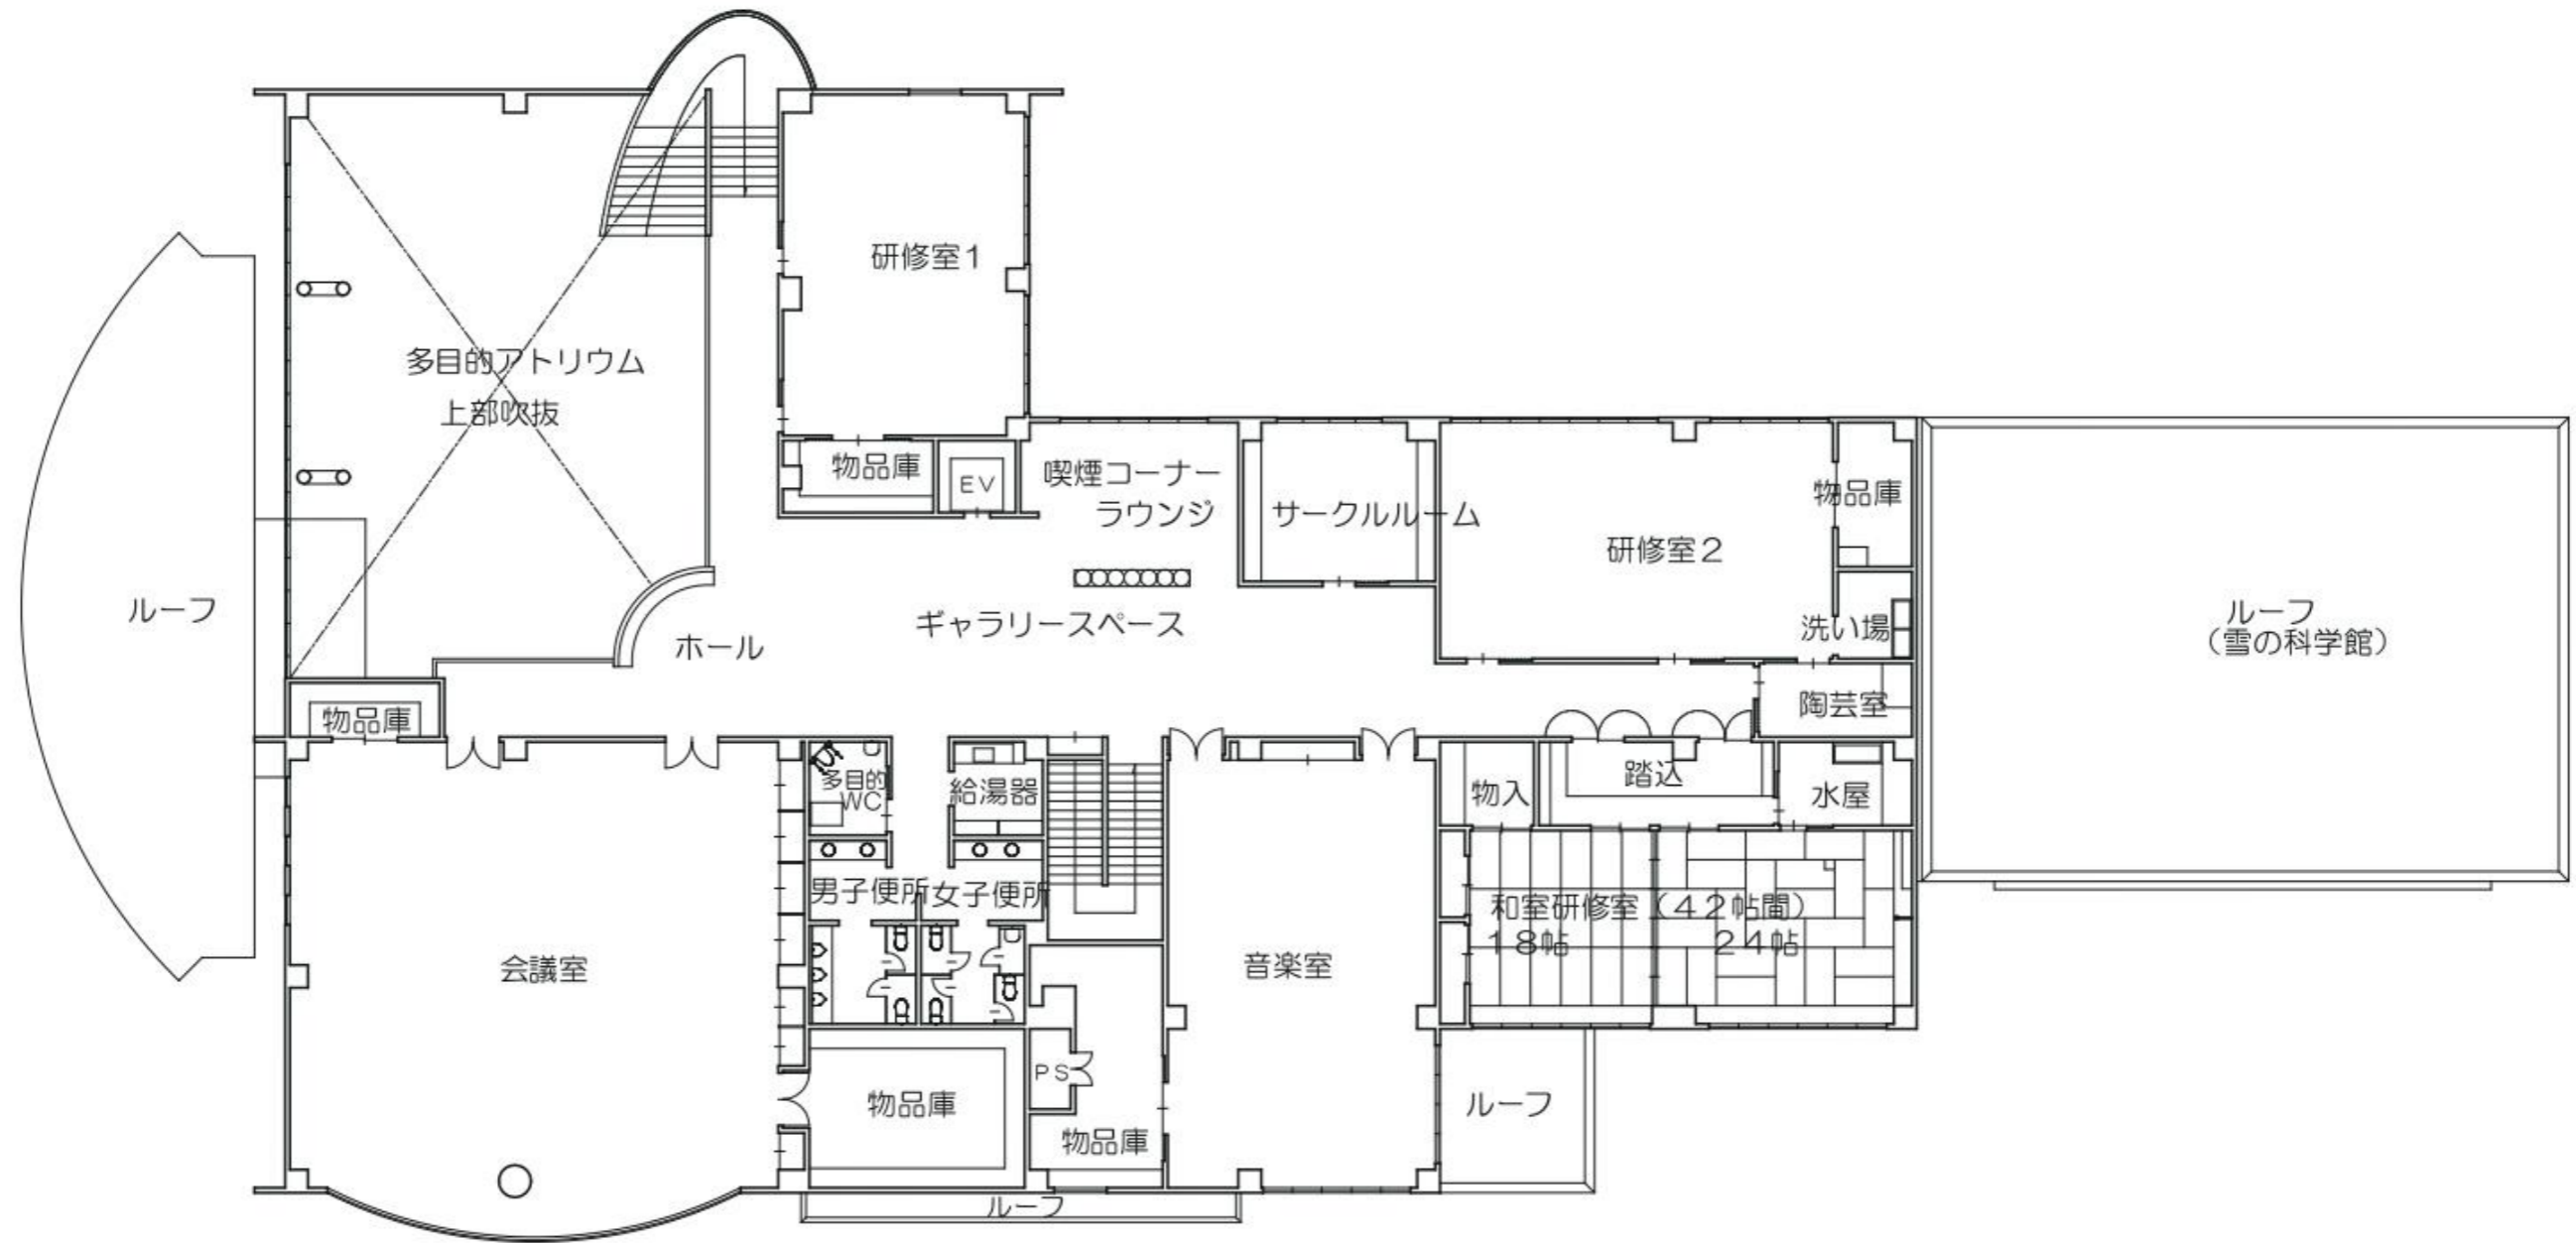 研修室１
多目的アトリウム
上部吹抜
物品庫
ＥＶ
喫煙コーナー
ラウンジ
サークルルーム
物品庫
研修室２
ルーフ
ホール
ギャラリースペース
洗い場
ルーフ
（雪の科学館）
物品庫
陶芸室
多目的
ＷＣ
給湯器
物入
踏込
水屋
男子便所
女子便所
和室研修室（４２帖間）
１８帖
２４帖
会議室
音楽室
ＰＳ
物品庫
物品庫
ルーフ
ルーフ